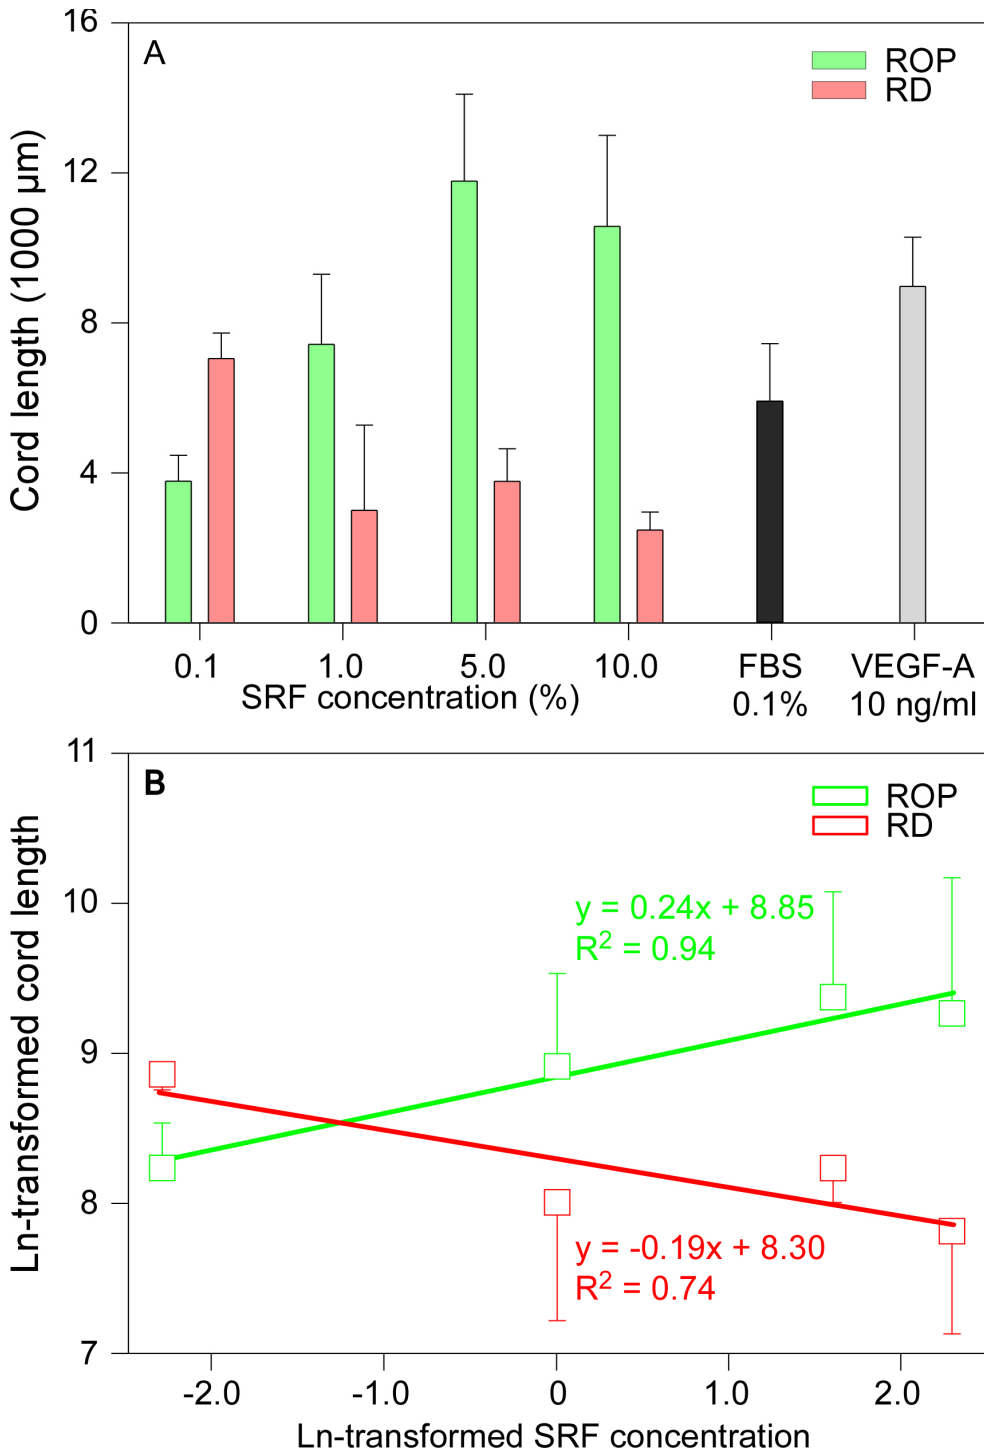 A
ROP
RD
Cord length (1000 µm)
16
12
8
4
0
0.1 1.0 5.0 10.0 FBS VEGF-A
SRF concentration (%) 0.1% 10 ng/ml
B
ROP
RD
Ln-transformed cord length
11
10
9
8
7
y = 0.24x + 8.85
R² = 0.94
y = -0.19x + 8.30
R² = 0.74
-2.0 -1.0 0 1.0 2.0
Ln-transformed SRF concentration